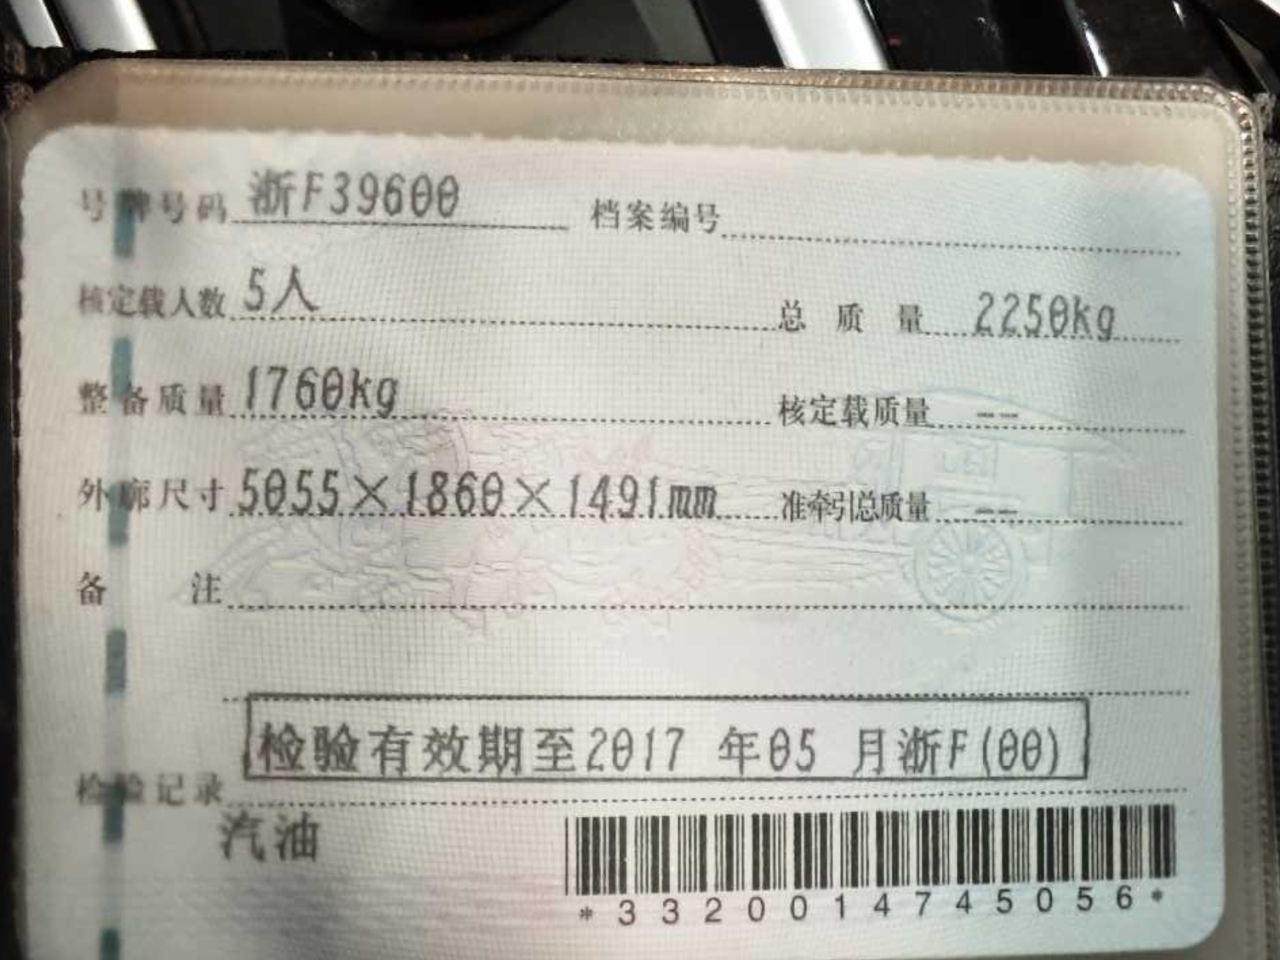 号牌号码 浙F39600 档案编号
核定载人数 5人 总质量 2250kg
整备质量 1760kg 核定载质量 --
外廓尺寸 5055×1860×1491mm 准牵引总质量 --
备注
检验有效期至2017 年05 月浙F(00)
检验记录
汽油
*3320014745056*